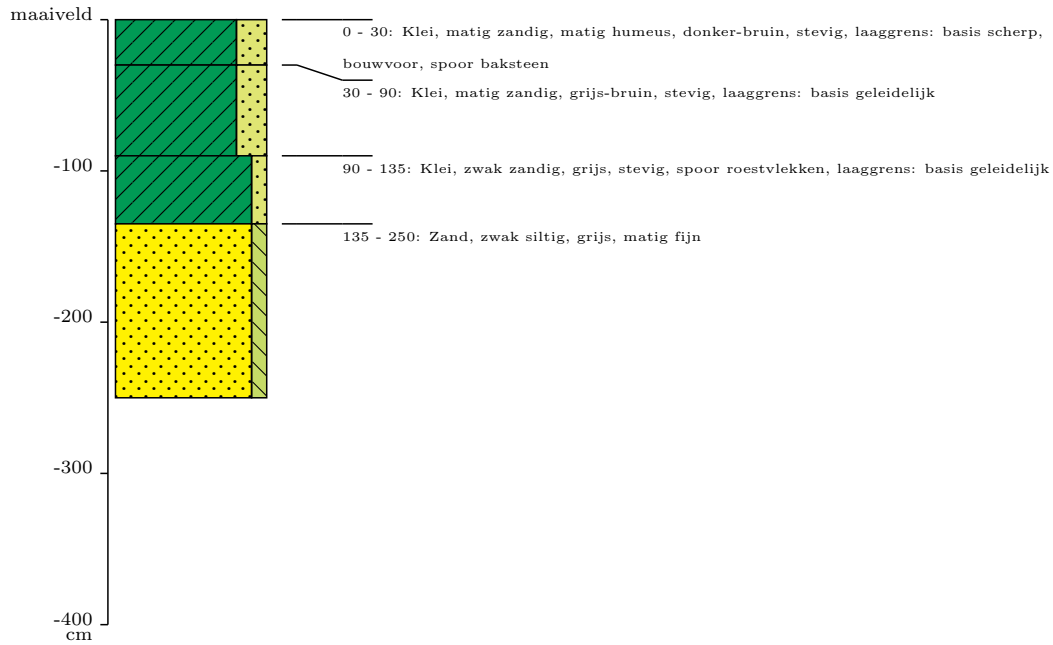 maaiveld
0 - 30: Klei, matig zandig, matig humeus, donker-bruin, stevig, laaggrens: basis scherp,
bouwvoor, spoor baksteen
30 - 90: Klei, matig zandig, grijs-bruin, stevig, laaggrens: basis geleidelijk
-100
90 - 135: Klei, zwak zandig, grijs, stevig, spoor roestvlekken, laaggrens: basis geleidelijk
135 - 250: Zand, zwak siltig, grijs, matig fijn
-200
-300
-400
cm